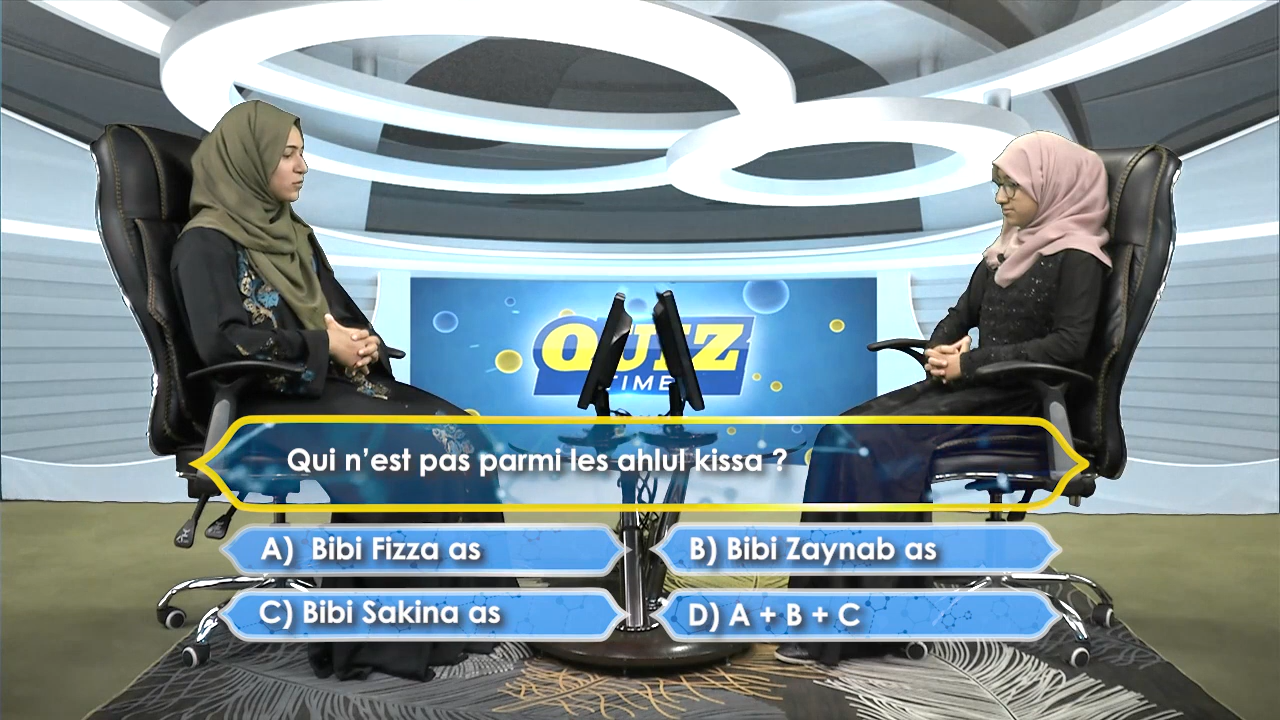 QUIZ
TIME
Qui n'est pas parmi les ahlul kissa ?
A) Bibi Fizza as
B) Bibi Zaynab as
C) Bibi Sakina as
D) A + B + C